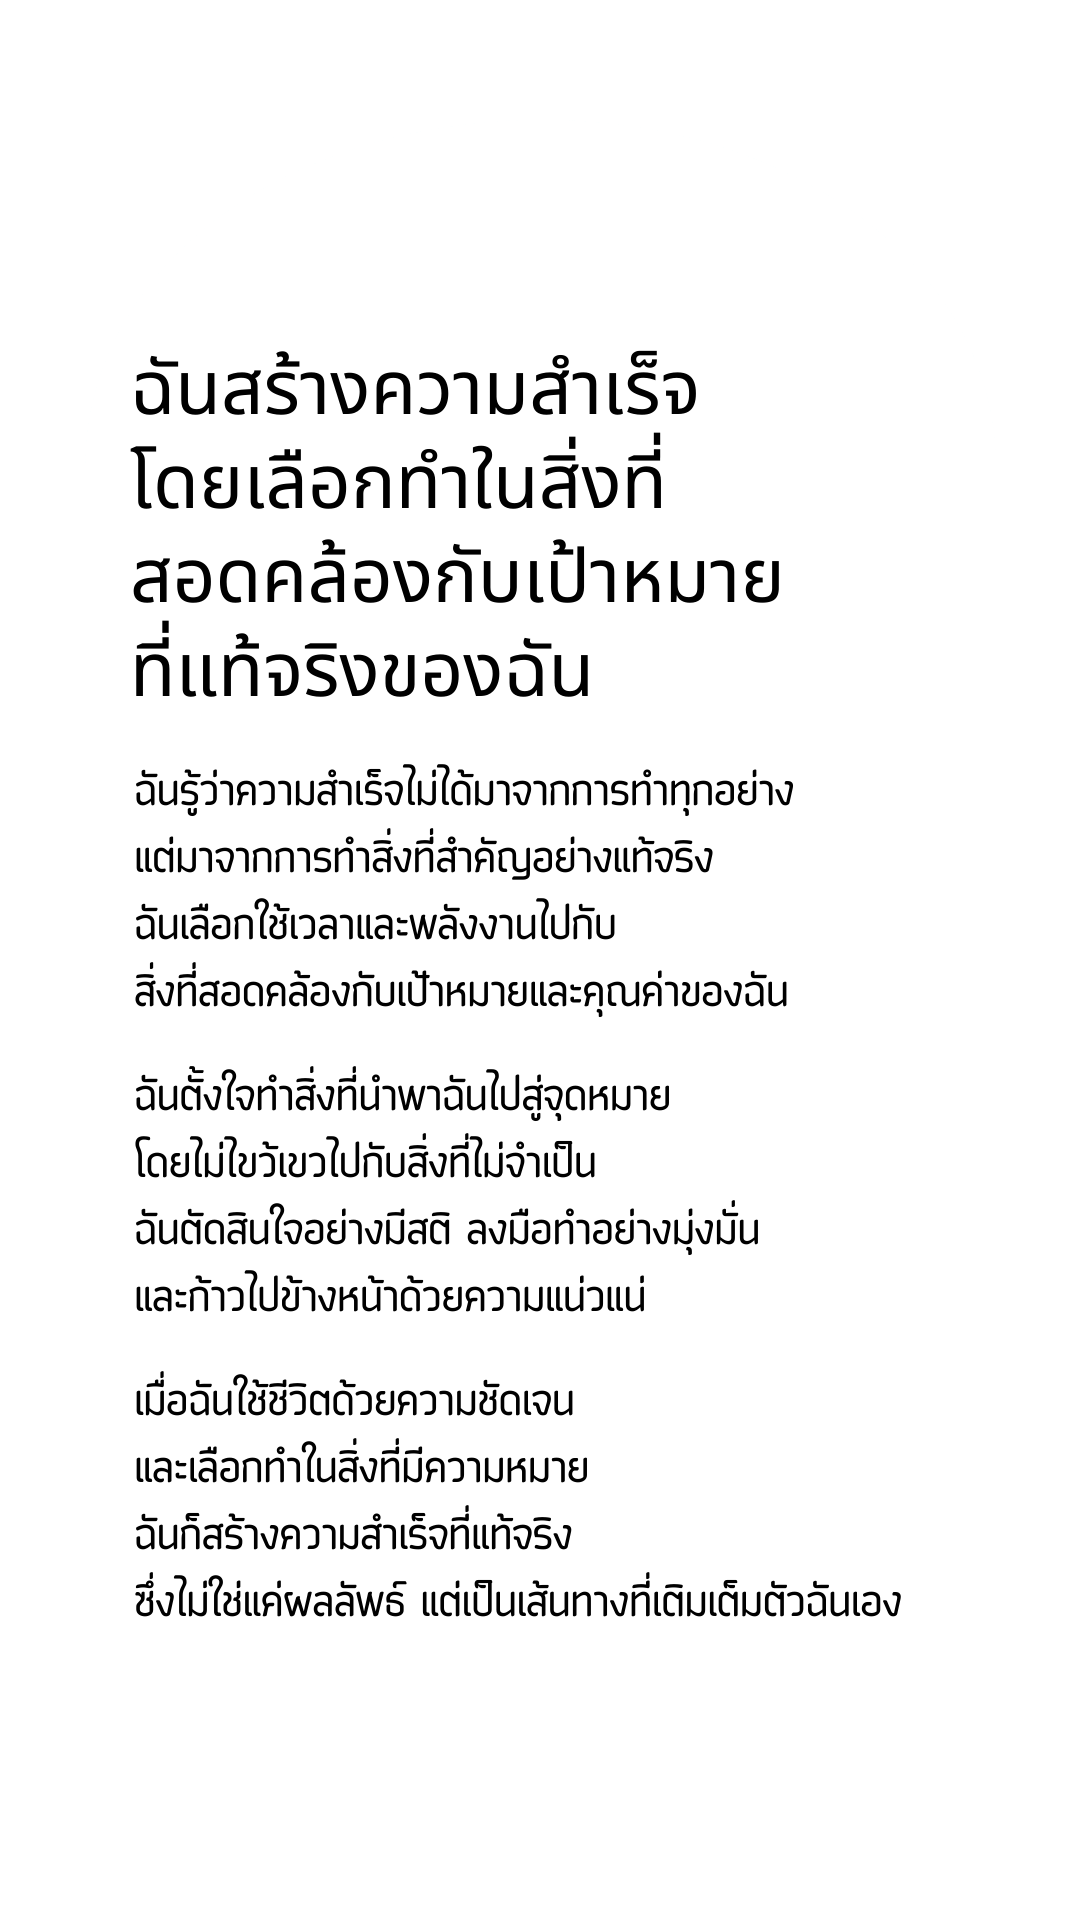 ฉันสร้างความสำเร็จ
โดยเลือกทำในสิ่งที่
สอดคล้องกับเป้าหมาย
ที่แท้จริงของฉัน
ฉันรู้ว่าความสำเร็จไม่ได้มาจากการทำทุกอย่าง
แต่มาจากการทำสิ่งที่สำคัญอย่างแท้จริง
ฉันเลือกใช้เวลาและพลังงานไปกับ
สิ่งที่สอดคล้องกับเป้าหมายและคุณค่าของฉัน
ฉันตั้งใจทำสิ่งที่นำพาฉันไปสู่จุดหมาย
โดยไม่ไขว้เขวไปกับสิ่งที่ไม่จำเป็น
ฉันตัดสินใจอย่างมีสติ ลงมือทำอย่างมุ่งมั่น
และก้าวไปข้างหน้าด้วยความแน่วแน่
เมื่อฉันใช้ชีวิตด้วยความชัดเจน
และเลือกทำในสิ่งที่มีความหมาย
ฉันก็สร้างความสำเร็จที่แท้จริง
ซึ่งไม่ใช่แค่ผลลัพธ์ แต่เป็นเส้นทางที่เติมเต็มตัวฉันเอง